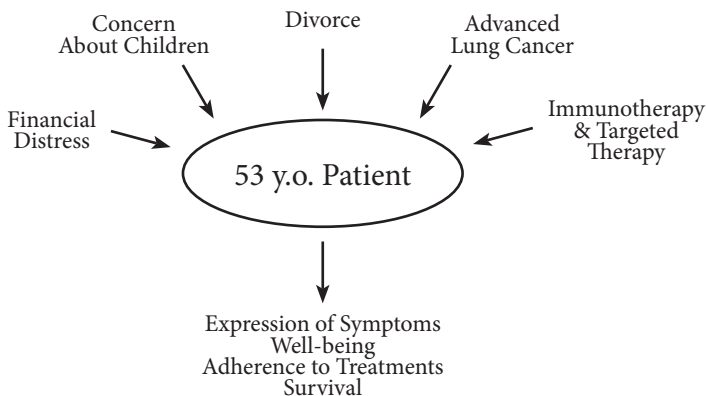 Financial
Distress
Concern
About Children
Divorce
Advanced
Lung Cancer
Immunotherapy
& Targeted
Therapy
53 y.o. Patient
Expression of Symptoms
Well-being
Adherence to Treatments
Survival